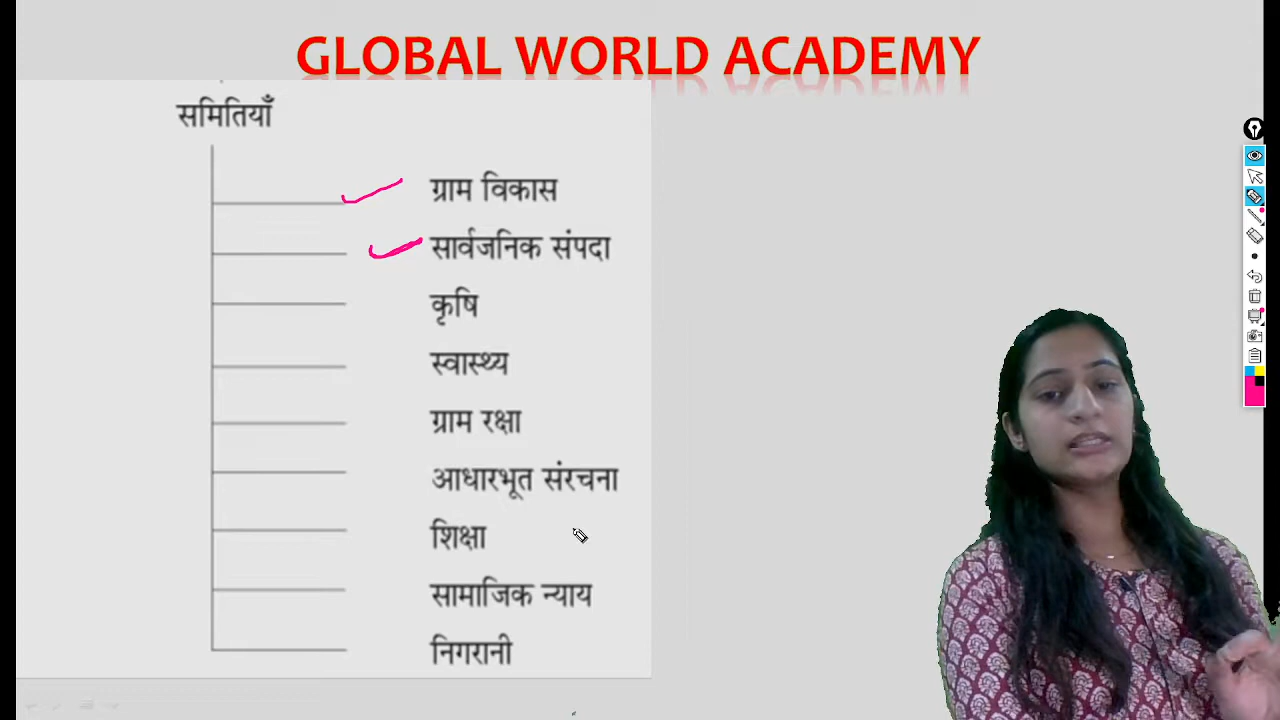 GLOBAL WORLD ACADEMY
समितियाँ
ग्राम विकास
सार्वजनिक संपदा
कृषि
स्वास्थ्य
ग्राम रक्षा
आधारभूत संरचना
शिक्षा
सामाजिक न्याय
निगरानी